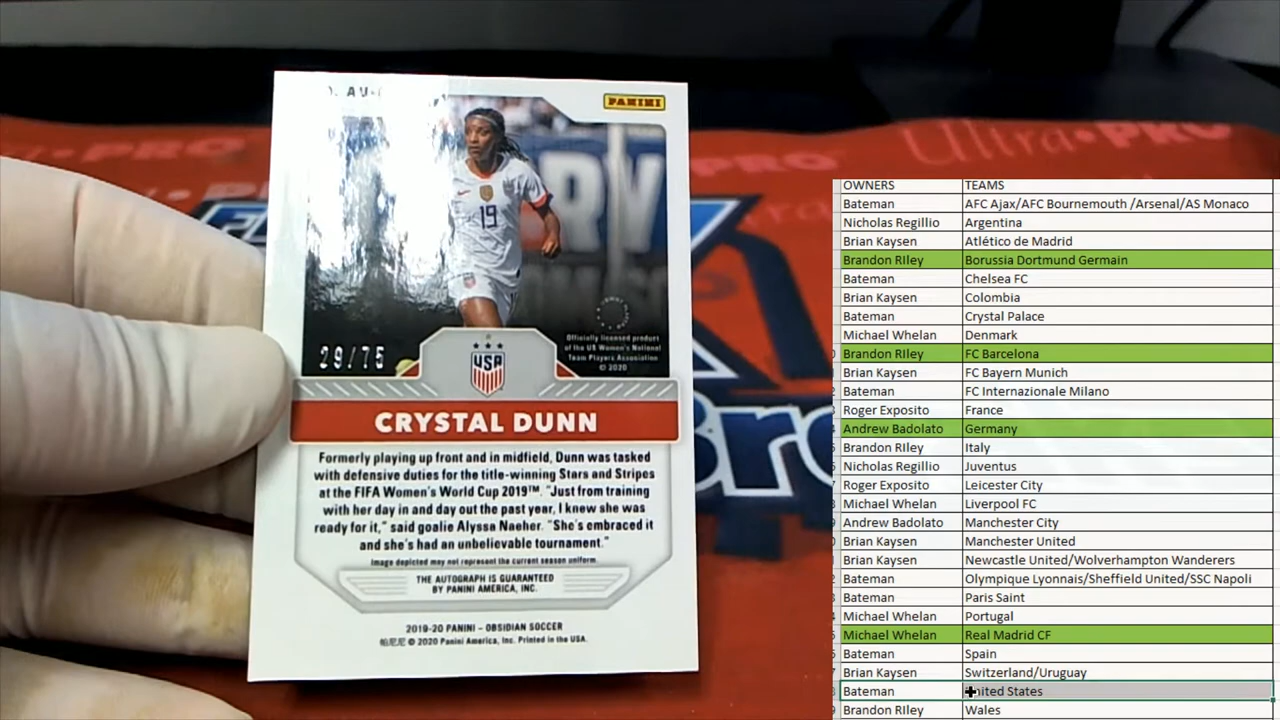 PANINI
19
29/75
Officially licensed product
of the US Women's National
Team Players Association
© 2020
USA
CRYSTAL DUNN
Formerly playing up front and in midfield, Dunn was tasked
with defensive duties for the title-winning Stars and Stripes
at the FIFA Women's World Cup 2019™. "Just from training
with her day in and day out the past year, I knew she was
ready for it," said goalie Alyssa Naeher. "She's embraced it
and she's had an unbelievable tournament."
Image depicted may not represent the current season uniform.
THE AUTOGRAPH IS GUARANTEED
BY PANINI AMERICA, INC.
2019-20 PANINI – OBSIDIAN SOCCER
帕尼尼 © 2020 Panini America, Inc. Printed in the USA.
PRO
Ultra•PRO
OWNERS TEAMS
Bateman AFC Ajax/AFC Bournemouth /Arsenal/AS Monaco
Nicholas Regillio Argentina
Brian Kaysen Atlético de Madrid
Brandon RIley Borussia Dortmund Germain
Bateman Chelsea FC
Brian Kaysen Colombia
Bateman Crystal Palace
Michael Whelan Denmark
Brandon RIley FC Barcelona
Brian Kaysen FC Bayern Munich
Bateman FC Internazionale Milano
Roger Exposito France
Andrew Badolato Germany
Brandon RIley Italy
Nicholas Regillio Juventus
Roger Exposito Leicester City
Michael Whelan Liverpool FC
Andrew Badolato Manchester City
Brian Kaysen Manchester United
Brian Kaysen Newcastle United/Wolverhampton Wanderers
Bateman Olympique Lyonnais/Sheffield United/SSC Napoli
Bateman Paris Saint
Michael Whelan Portugal
Michael Whelan Real Madrid CF
Bateman Spain
Brian Kaysen Switzerland/Uruguay
Bateman United States
Brandon RIley Wales